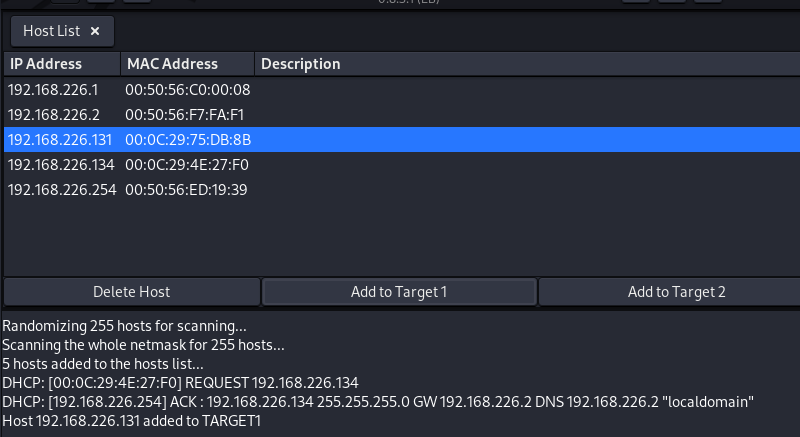 0.8.3.1 (EB)
Host List ×
IP Address MAC Address Description
192.168.226.1 00:50:56:C0:00:08
192.168.226.2 00:50:56:F7:FA:F1
192.168.226.131 00:0C:29:75:DB:8B
192.168.226.134 00:0C:29:4E:27:F0
192.168.226.254 00:50:56:ED:19:39
Delete Host Add to Target 1 Add to Target 2
Randomizing 255 hosts for scanning...
Scanning the whole netmask for 255 hosts...
5 hosts added to the hosts list...
DHCP: [00:0C:29:4E:27:F0] REQUEST 192.168.226.134
DHCP: [192.168.226.254] ACK : 192.168.226.134 255.255.255.0 GW 192.168.226.2 DNS 192.168.226.2 "localdomain"
Host 192.168.226.131 added to TARGET1